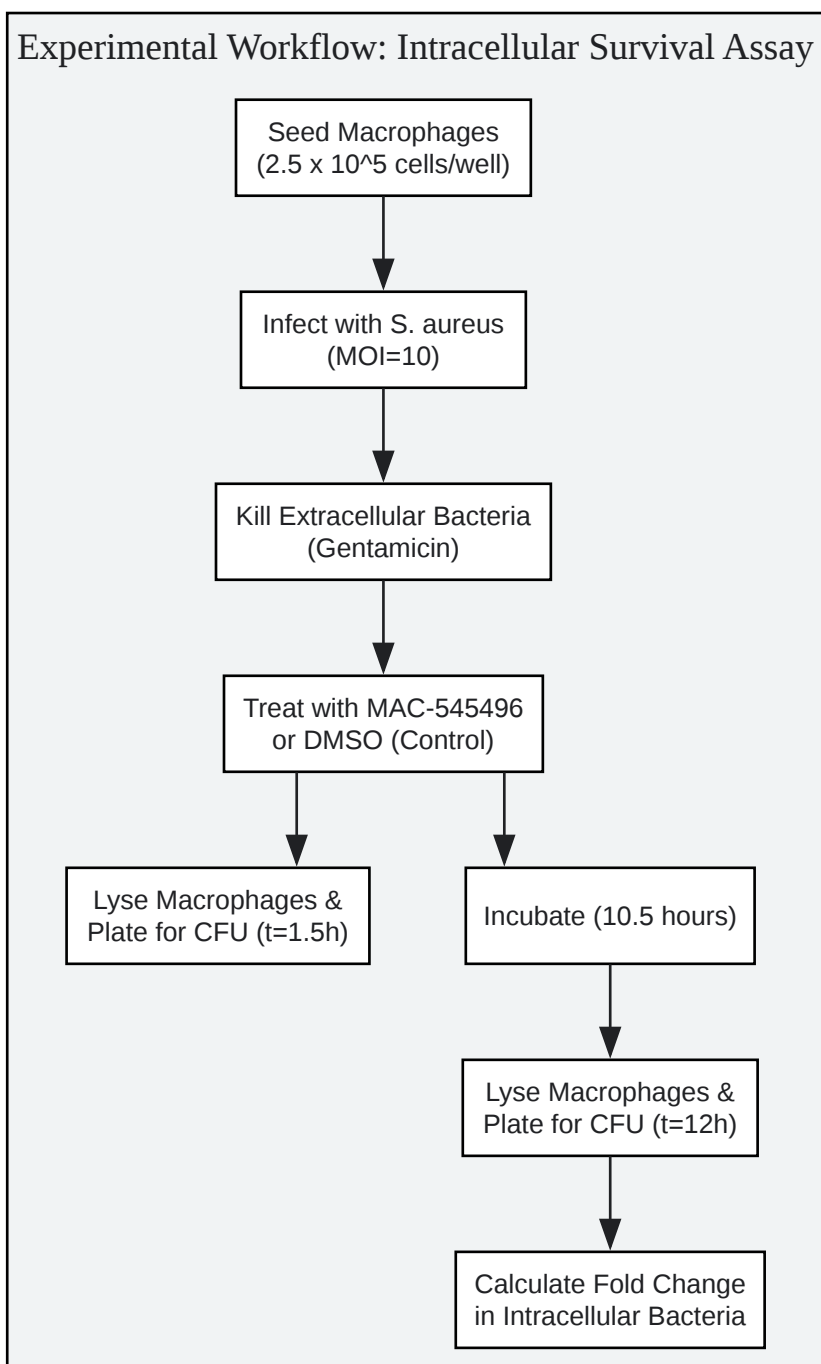 Experimental Workflow: Intracellular Survival Assay
Seed Macrophages
(2.5 x 10^5 cells/well)
Infect with S. aureus
(MOI=10)
Kill Extracellular Bacteria
(Gentamicin)
Treat with MAC-545496
or DMSO (Control)
Lyse Macrophages &
Plate for CFU (t=1.5h)
Incubate (10.5 hours)
Lyse Macrophages &
Plate for CFU (t=12h)
Calculate Fold Change
in Intracellular Bacteria